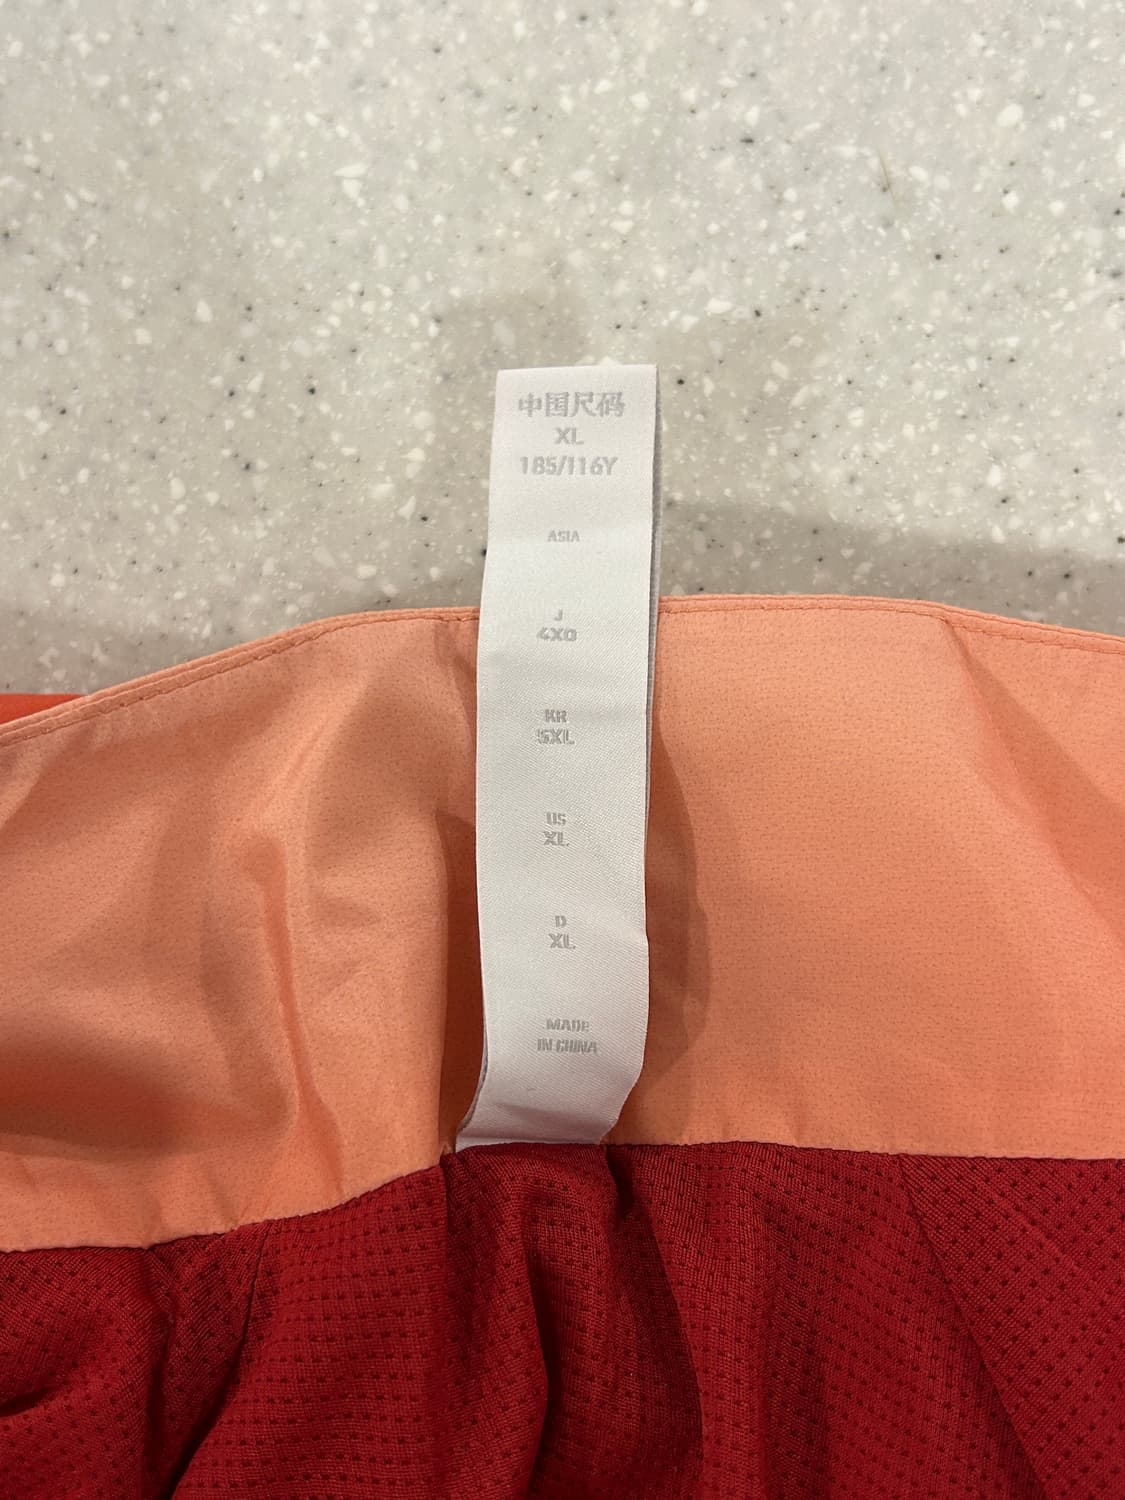 中国尺码
XL
185/116Y
ASIA
J
4XO
KR
5XL
US
XL
D
XL
MADE
IN CHINA